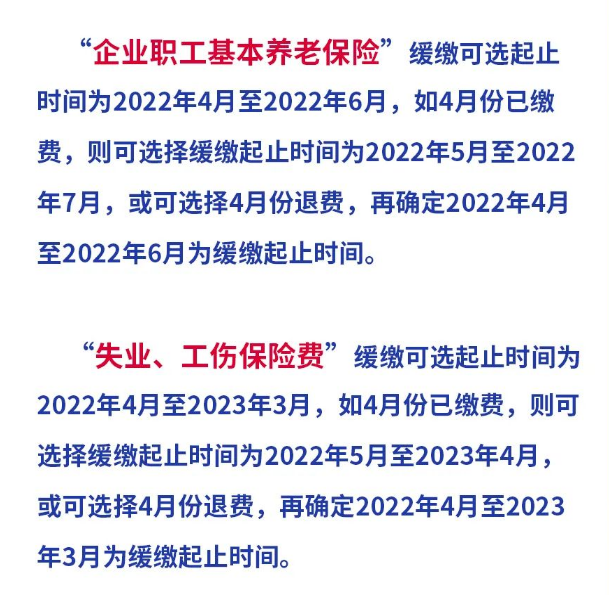 “企业职工基本养老保险”缓缴可选起止
时间为2022年4月至2022年6月，如4月份已缴
费，则可选择缓缴起止时间为2022年5月至2022
年7月，或可选择4月份退费，再确定2022年4月
至2022年6月为缓缴起止时间。
“失业、工伤保险费”缓缴可选起止时间为
2022年4月至2023年3月，如4月份已缴费，则可
选择缓缴起止时间为2022年5月至2023年4月，
或可选择4月份退费，再确定2022年4月至2023
年3月为缓缴起止时间。